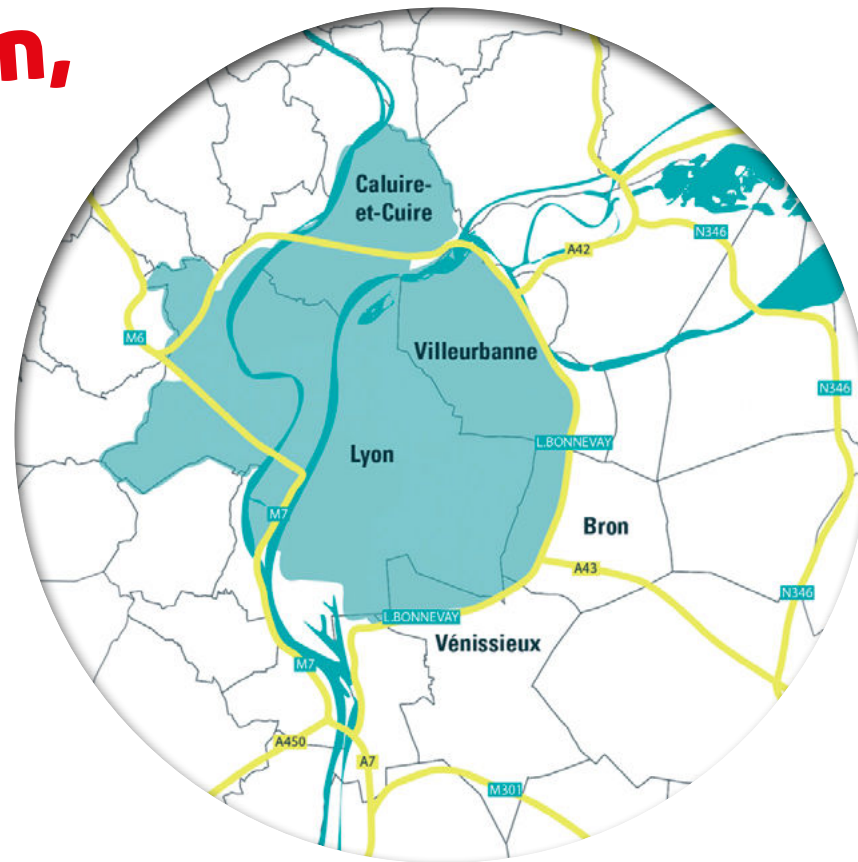 n,
Caluire-
et-Cuire
N346
A42
M6
Villeurbanne
N346
L.BONNEVAY
Lyon
M7
Bron
A43
N346
L.BONNEVAY
Vénissieux
M7
A450
A7
M301